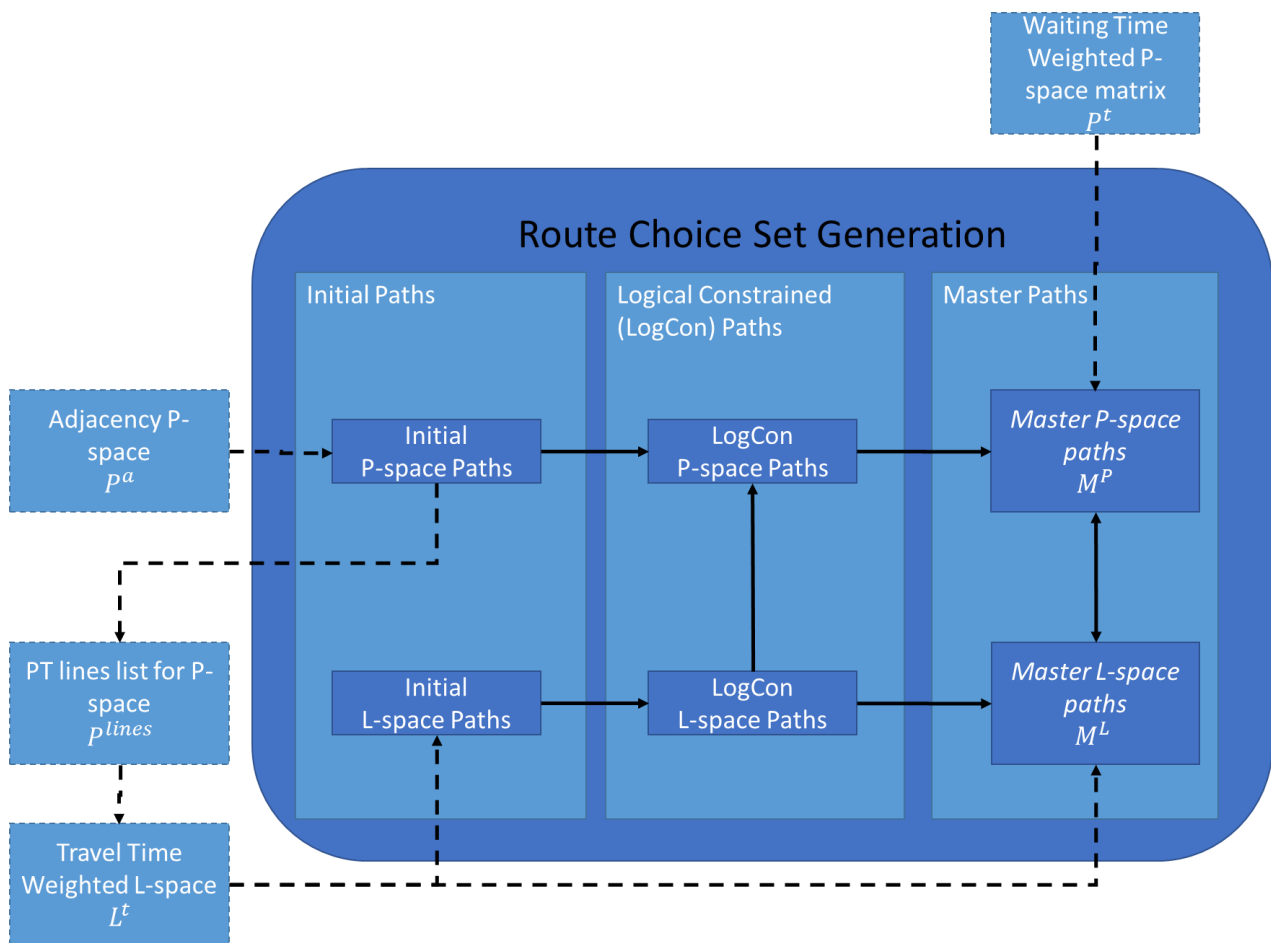 Waiting Time
Weighted P-
space matrix
P^t
Route Choice Set Generation
Initial Paths
Logical Constrained
(LogCon) Paths
Master Paths
Adjacency P-
space
P^a
Initial
P-space Paths
LogCon
P-space Paths
Master P-space
paths
M^P
PT lines list for P-
space
P^lines
Initial
L-space Paths
LogCon
L-space Paths
Master L-space
paths
M^L
Travel Time
Weighted L-space
L^t